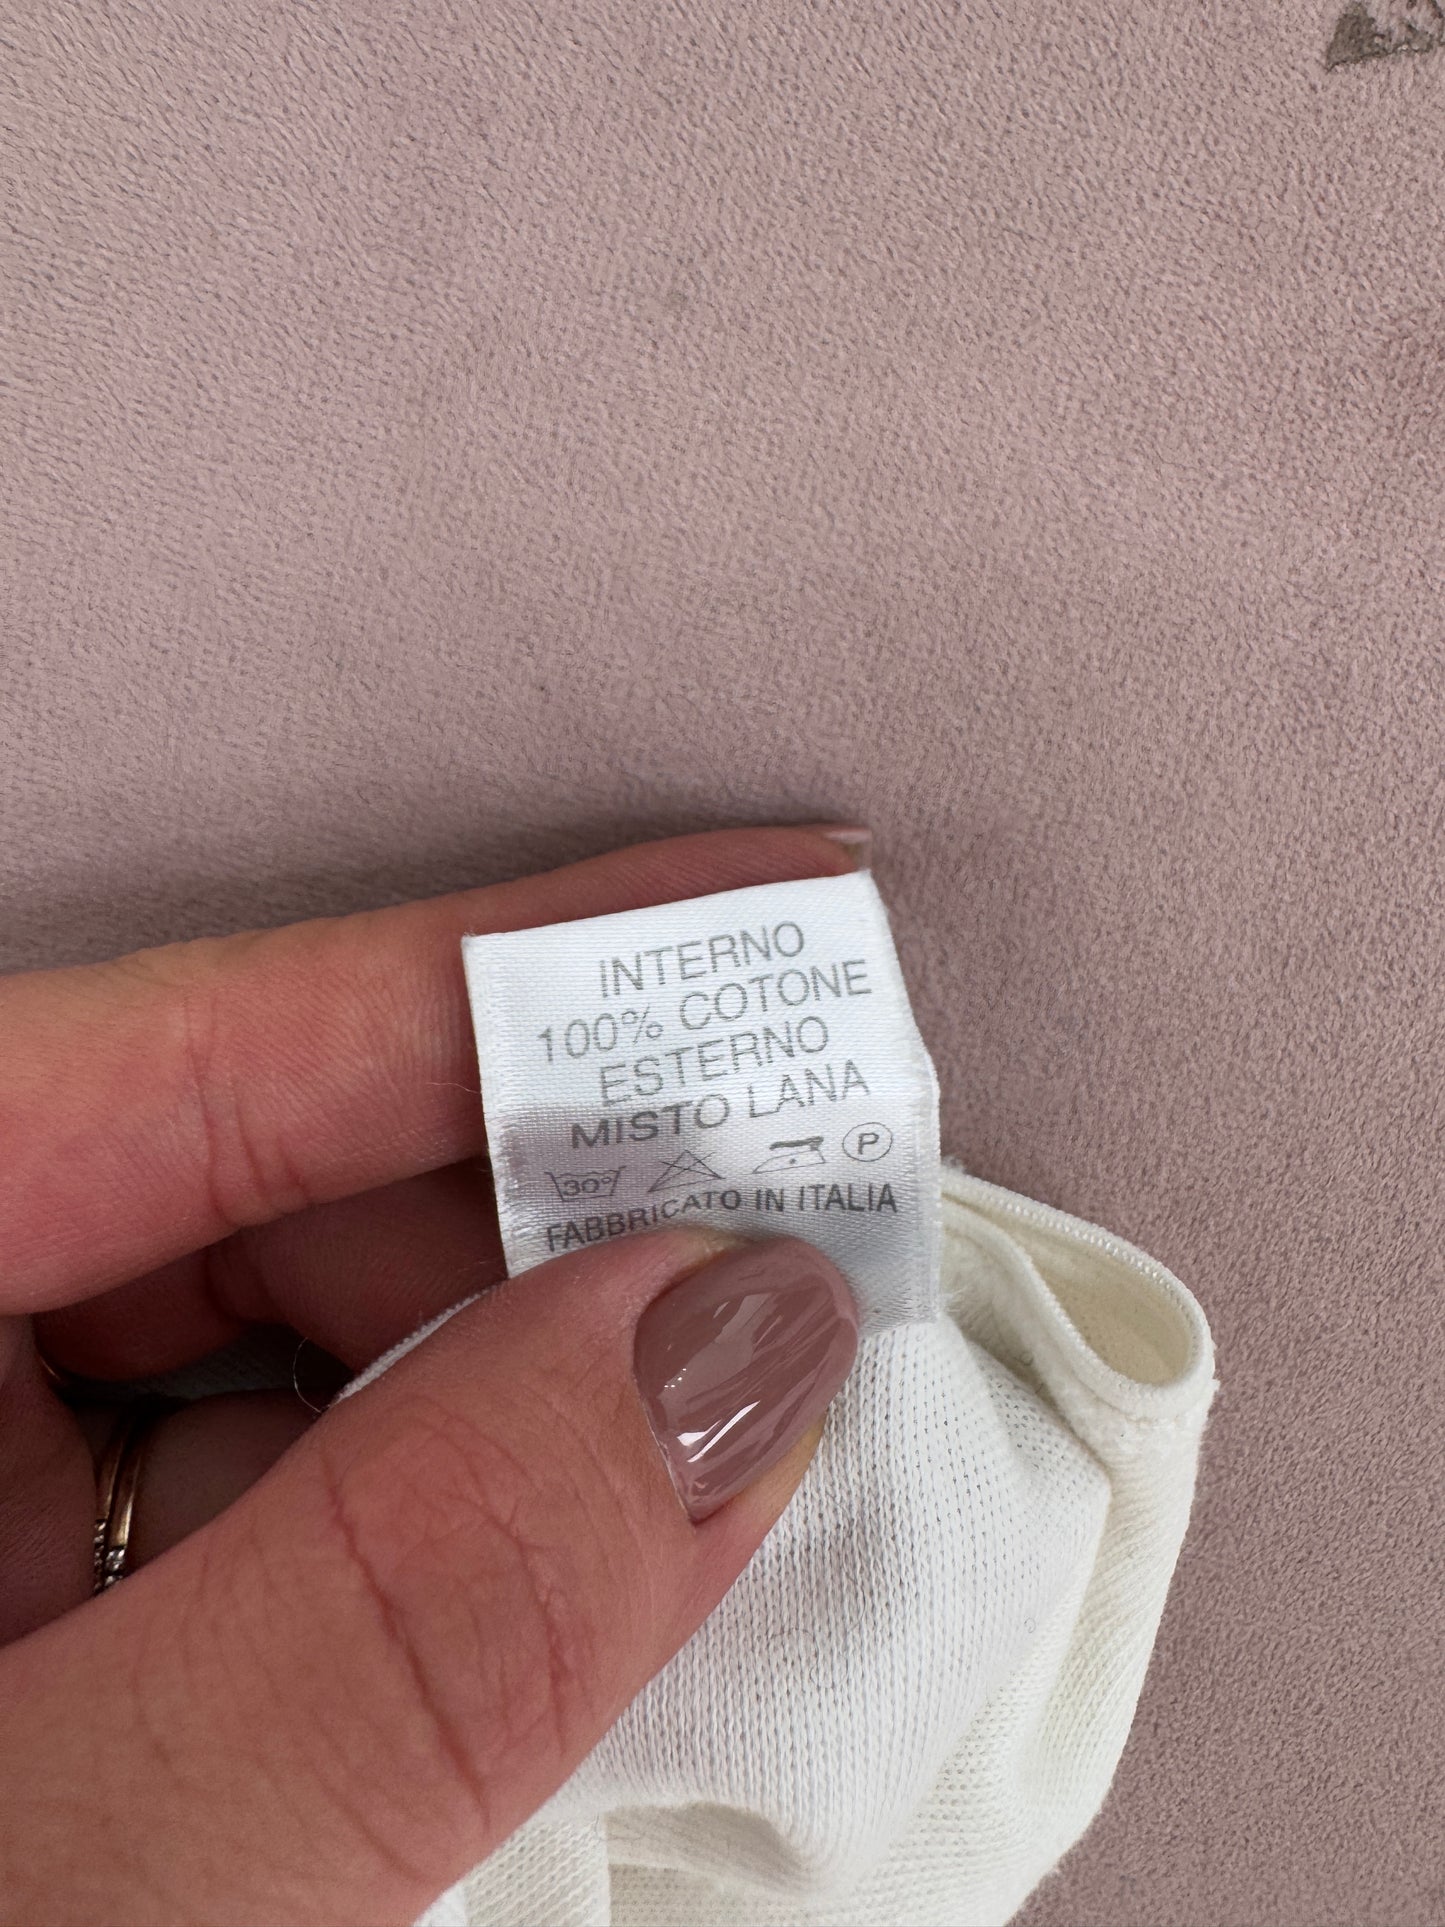 INTERNO
100% COTONE
ESTERNO
MISTO LANA
30° P
FABBRICATO IN ITALIA